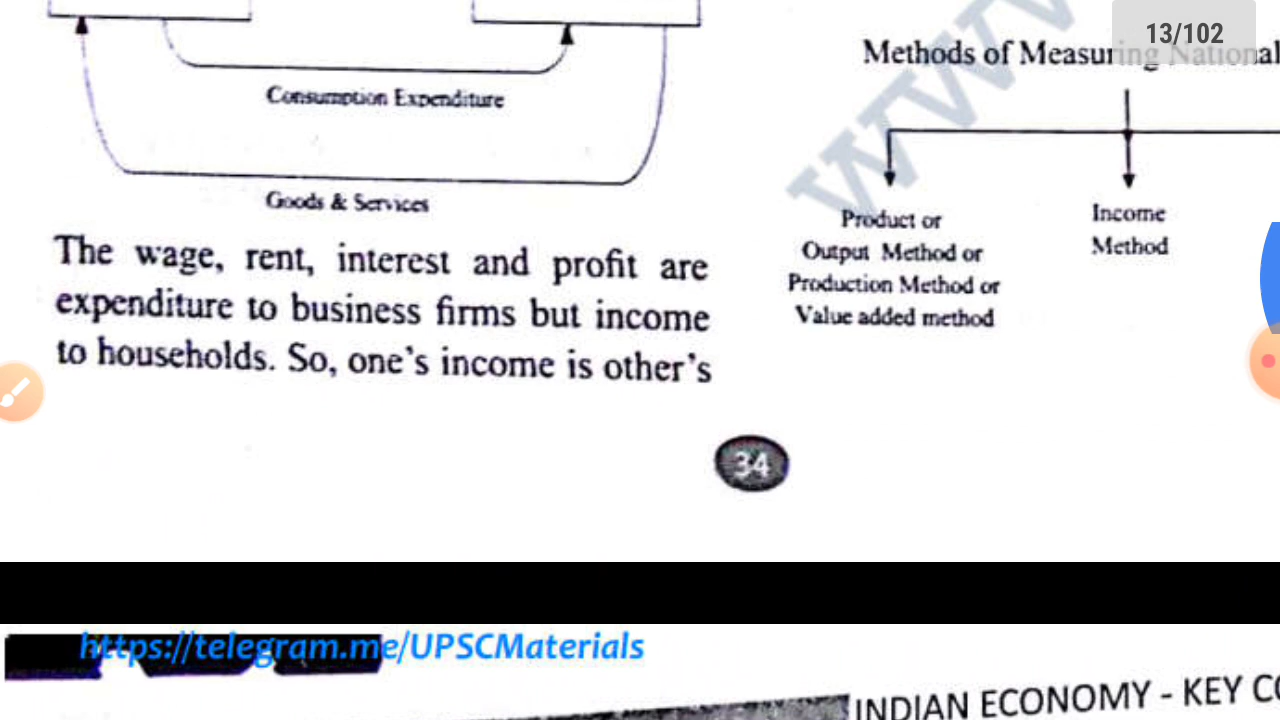 13/102
Consumption Expenditure
Goods & Services
The wage, rent, interest and profit are
expenditure to business firms but income
to households. So, one's income is other's
Methods of Measuring National
Product or
Output Method or
Production Method or
Value added method
Income
Method
34
https://telegram.me/UPSCMaterials
INDIAN ECONOMY - KEY